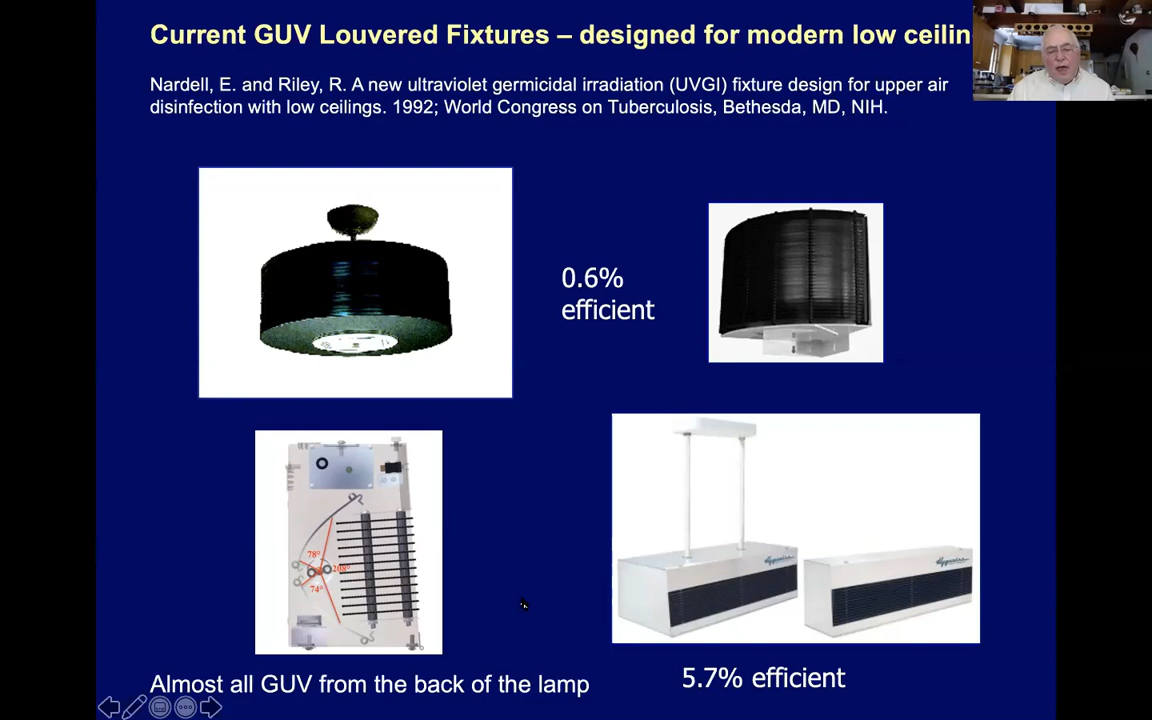 Current GUV Louvered Fixtures – designed for modern low ceilin
Nardell, E. and Riley, R. A new ultraviolet germicidal irradiation (UVGI) fixture design for upper air
disinfection with low ceilings. 1992; World Congress on Tuberculosis, Bethesda, MD, NIH.
0.6%
efficient
78°
74°
Almost all GUV from the back of the lamp
5.7% efficient